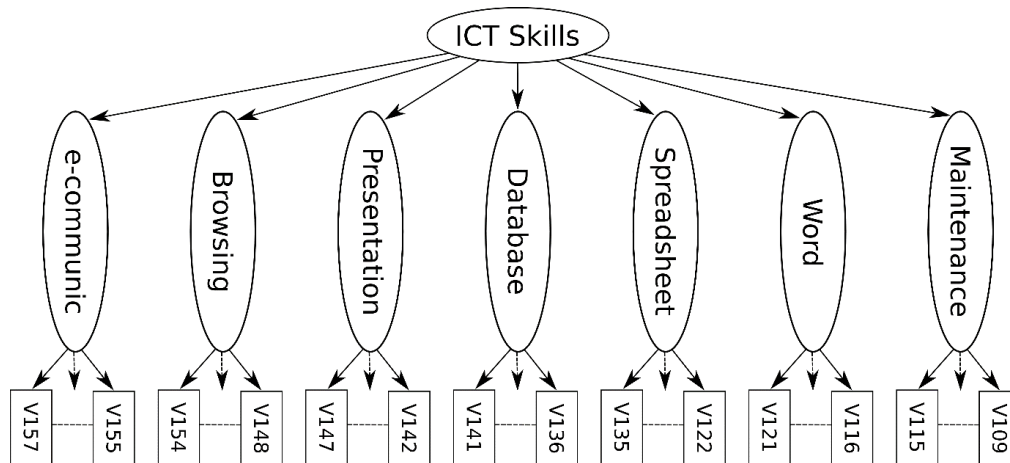 ICT Skills
e-communic
Browsing
Presentation
Database
Spreadsheet
Word
Maintenance
V157
V155
V154
V148
V147
V142
V141
V136
V135
V122
V121
V116
V115
V109